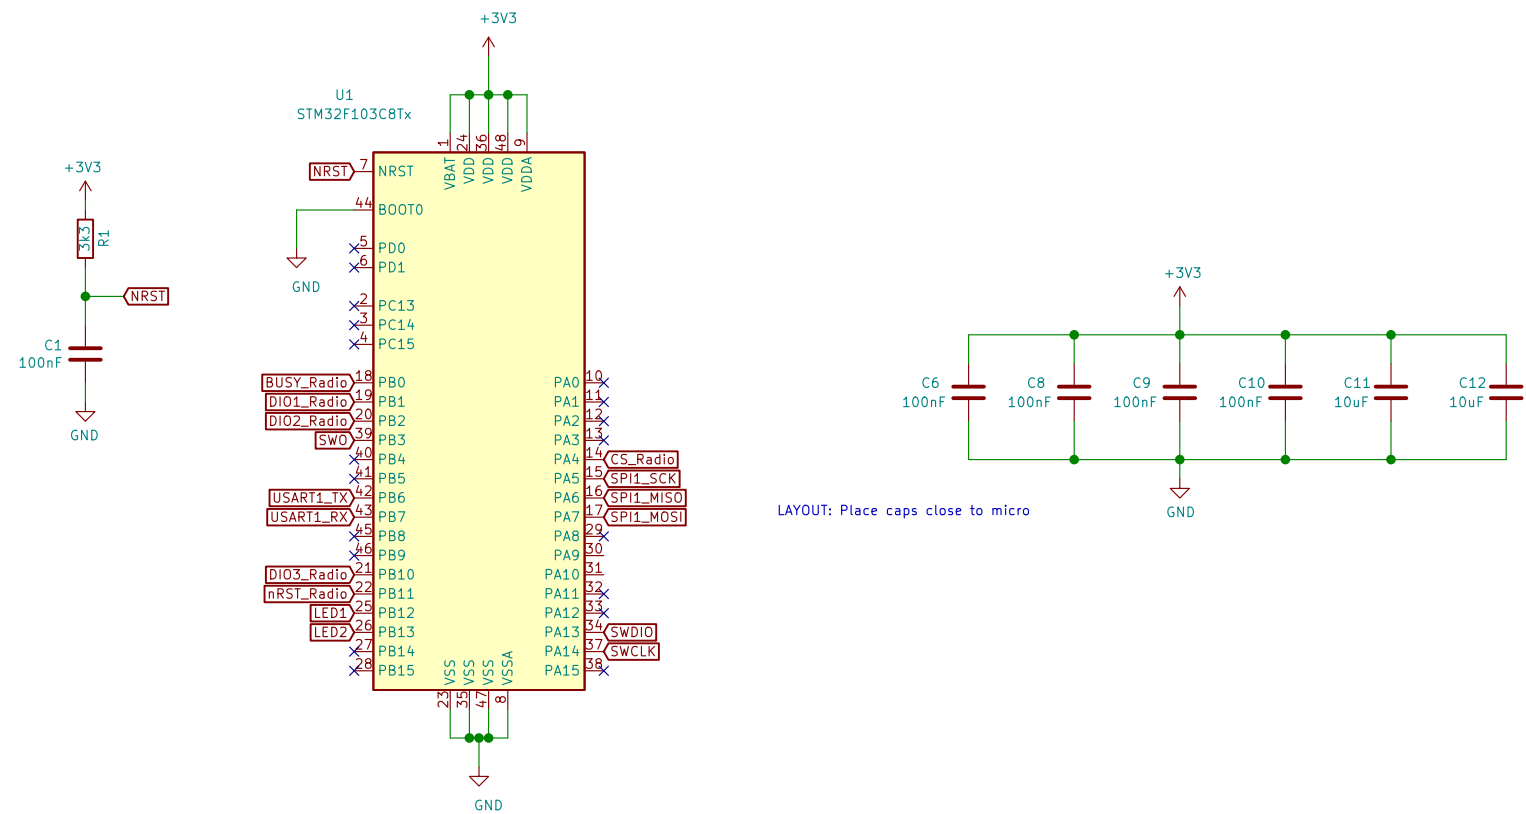 +3V3
U1
STM32F103C8Tx
1
24
36
48
9
VBAT
VDD
VDD
VDD
VDDA
NRST
7
NRST
44
BOOT0
GND
5
PD0
6
PD1
2
PC13
3
PC14
4
PC15
BUSY_Radio
18
PB0
DIO1_Radio
19
PB1
DIO2_Radio
20
PB2
SWO
39
PB3
40
PB4
41
PB5
USART1_TX
42
PB6
USART1_RX
43
PB7
45
PB8
46
PB9
DIO3_Radio
21
PB10
nRST_Radio
22
PB11
LED1
25
PB12
LED2
26
PB13
27
PB14
28
PB15
PA0
10
PA1
11
PA2
12
PA3
13
PA4
14
CS_Radio
PA5
15
SPI1_SCK
PA6
16
SPI1_MISO
PA7
17
SPI1_MOSI
PA8
29
PA9
30
PA10
31
PA11
32
PA12
33
PA13
34
SWDIO
PA14
37
SWCLK
PA15
38
VSS
VSS
VSS
VSSA
23
35
47
8
GND
+3V3
3k3
R1
NRST
C1
100nF
GND
+3V3
C6
100nF
C8
100nF
C9
100nF
C10
100nF
C11
10uF
C12
10uF
GND
LAYOUT: Place caps close to micro